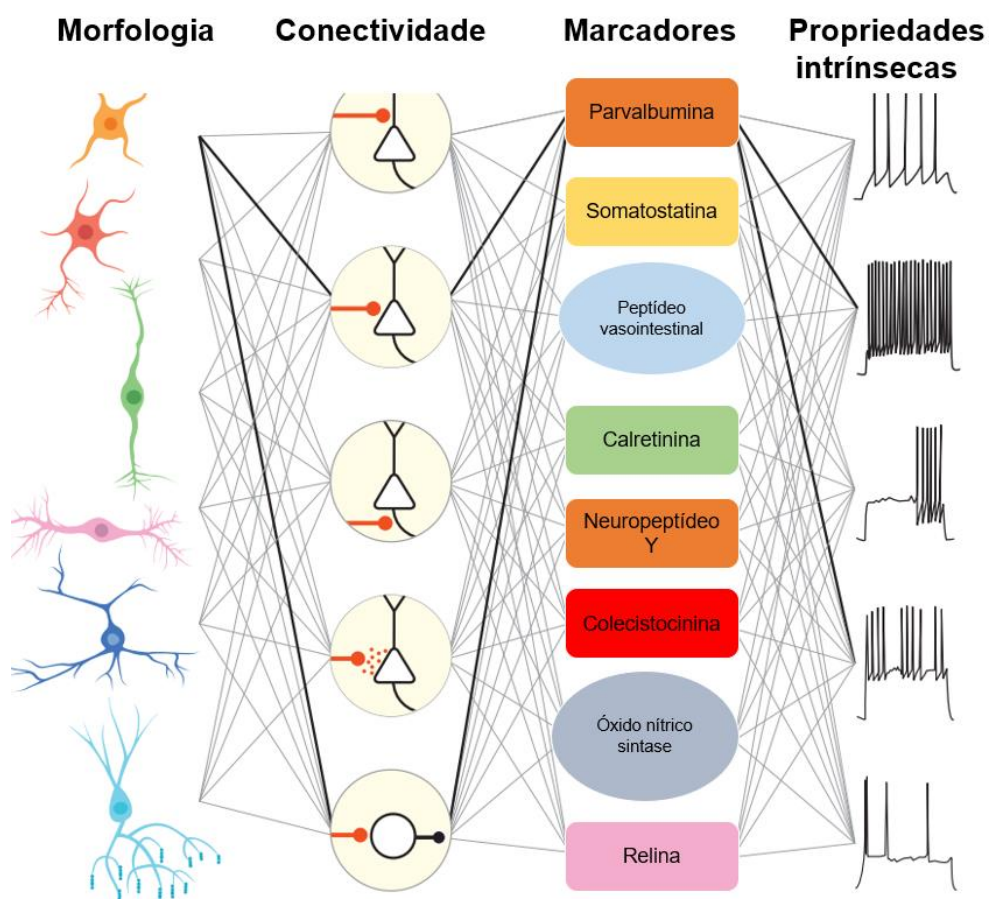 Morfologia
Conectividade
Marcadores
Propriedades
intrínsecas
Parvalbumina
Somatostatina
Peptídeo
vasointestinal
Calretinina
Neuropeptídeo
Y
Colecistocinina
Óxido nítrico
sintase
Relina